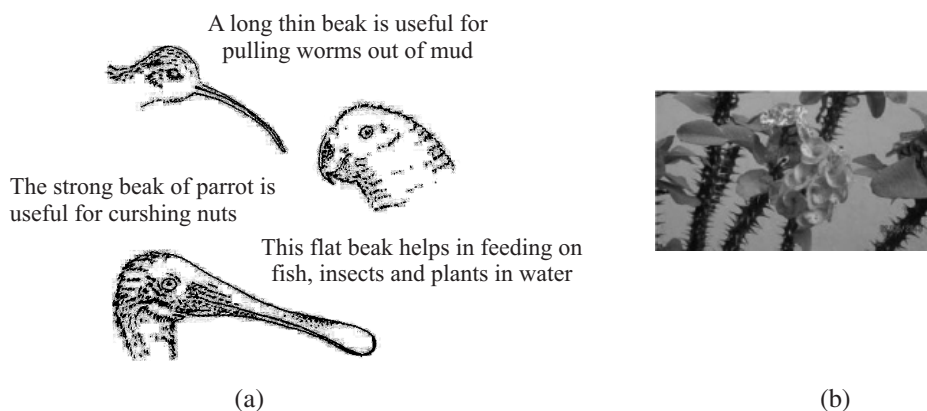 A long thin beak is useful for
pulling worms out of mud
The strong beak of parrot is
useful for curshing nuts
This flat beak helps in feeding on
fish, insects and plants in water
(a)
(b)